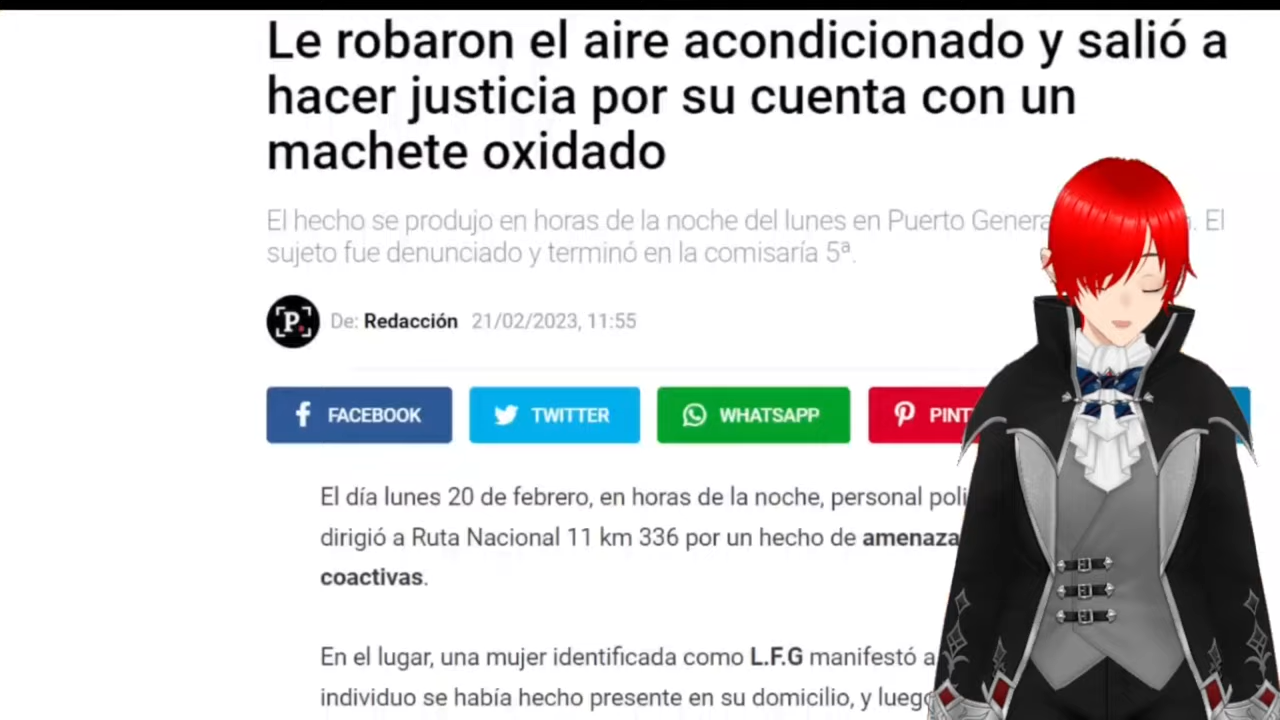 Le robaron el aire acondicionado y salió a
hacer justicia por su cuenta con un
machete oxidado
El hecho se produjo en horas de la noche del lunes en Puerto El
sujeto fue denunciado y terminó en la comisaría 5ª.
P. De: Redacción 21/02/2023, 11:55
FACEBOOK TWITTER WHATSAPP
El día lunes 20 de febrero, en horas de la noche, personal
dirigió a Ruta Nacional 11 km 336 por un hecho de
coactivas.
En el lugar, una mujer identificada como L.F.G manifestó a
individuo se había hecho presente en su domicilio, y